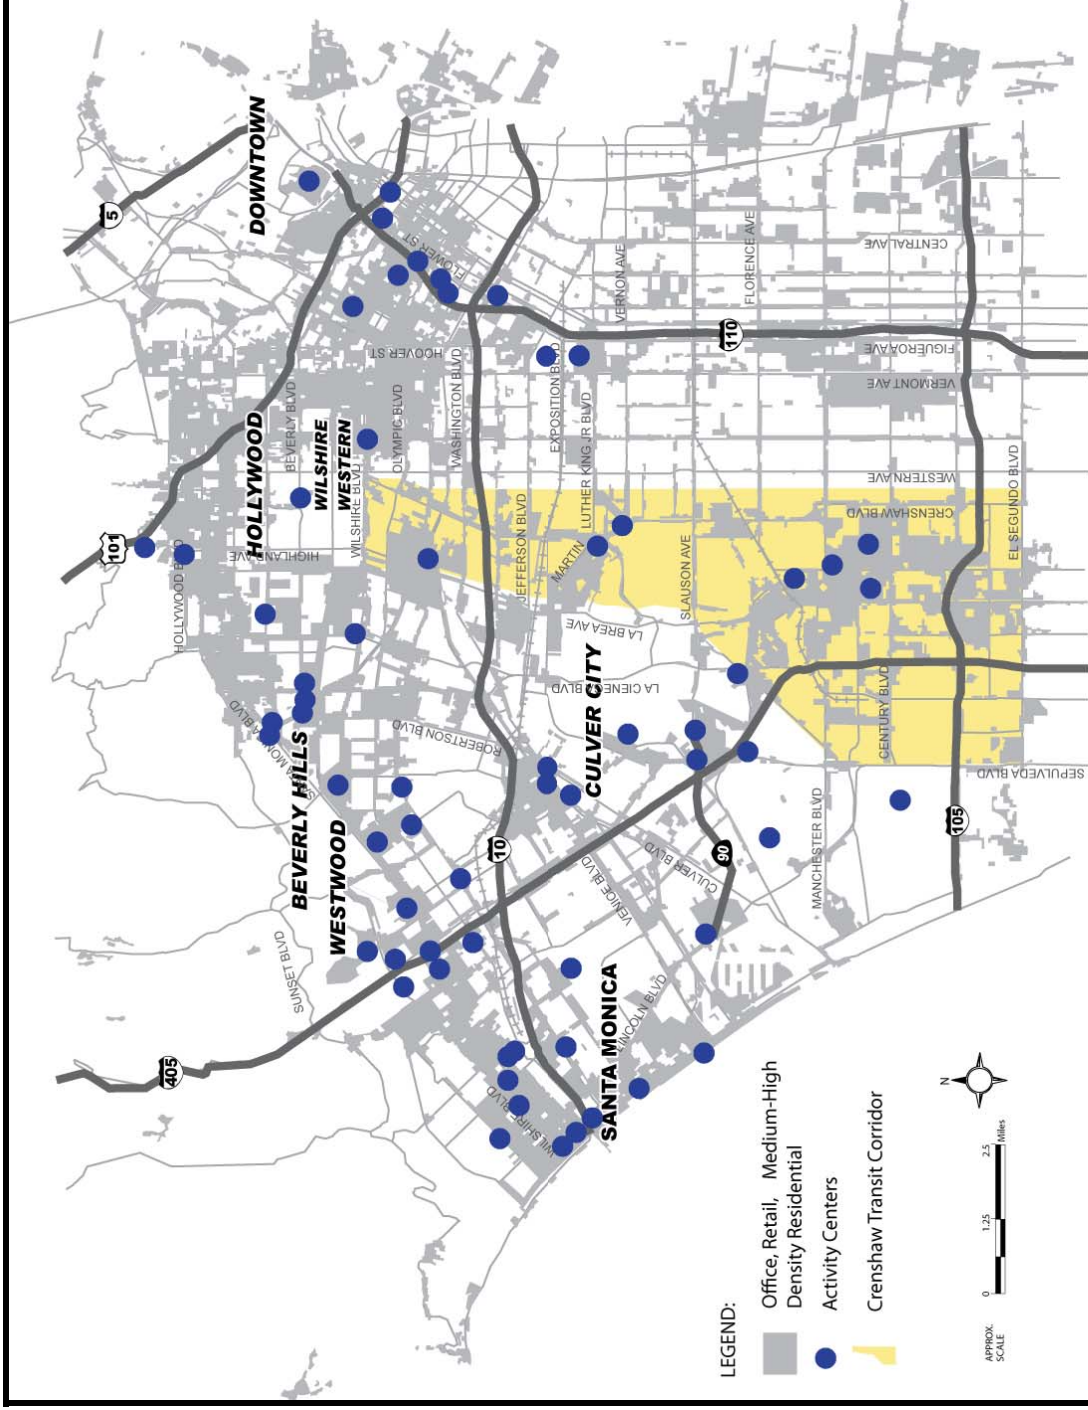 DOWNTOWN
5
101
HOLLYWOOD
WILSHIRE
WESTERN
BEVERLY HILLS
WESTWOOD
CULVER CITY
SANTA MONICA
405
10
90
110
105
FLOWER ST
HOOVER ST
BEVERLY BLVD
OLYMPIC BLVD
WASHINGTON BLVD
WILSHIRE BLVD
HIGHLAND AVE
HOLLYWOOD BLVD
SANTA MONICA BLVD
ROBERTSON BLVD
SUNSET BLVD
WILSHIRE BLVD
VERNON AVE
FLORENCE AVE
CENTRAL AVE
FIGUEROA AVE
VERMONT AVE
EXPOSITION BLVD
MARTIN
LUTHER KING JR BLVD
WESTERN AVE
CRENSHAW BLVD
EL SEGUNDO BLVD
JEFFERSON BLVD
SLAUSON AVE
LA BREA AVE
LA CIENEGA BLVD
CENTURY BLVD
SEPULVEDA BLVD
MANCHESTER BLVD
CULVER BLVD
VENICE BLVD
LINCOLN BLVD
LEGEND:
Office, Retail, Medium-High
Density Residential
Activity Centers
Crenshaw Transit Corridor
N
APPROX.
SCALE
0 1.25 2.5
Miles